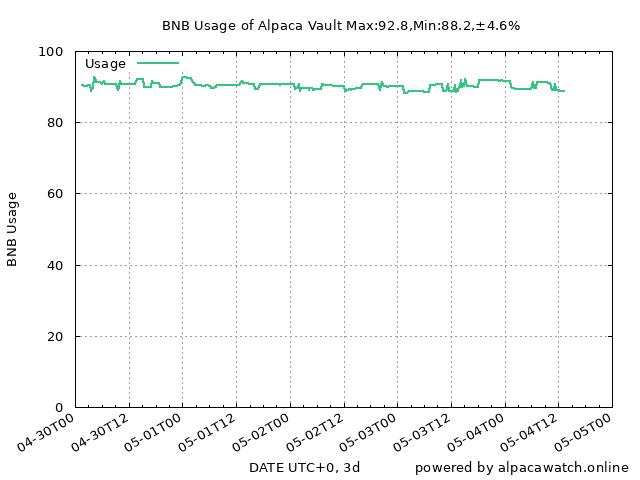 BNB Usage of Alpaca Vault Max:92.8,Min:88.2,±4.6%
Usage
100
80
60
40
20
0
BNB Usage
04-30T00
04-30T12
05-01T00
05-01T12
05-02T00
05-02T12
05-03T00
05-03T12
05-04T00
05-04T12
05-05T00
DATE UTC+0, 3d
powered by alpacawatch.online